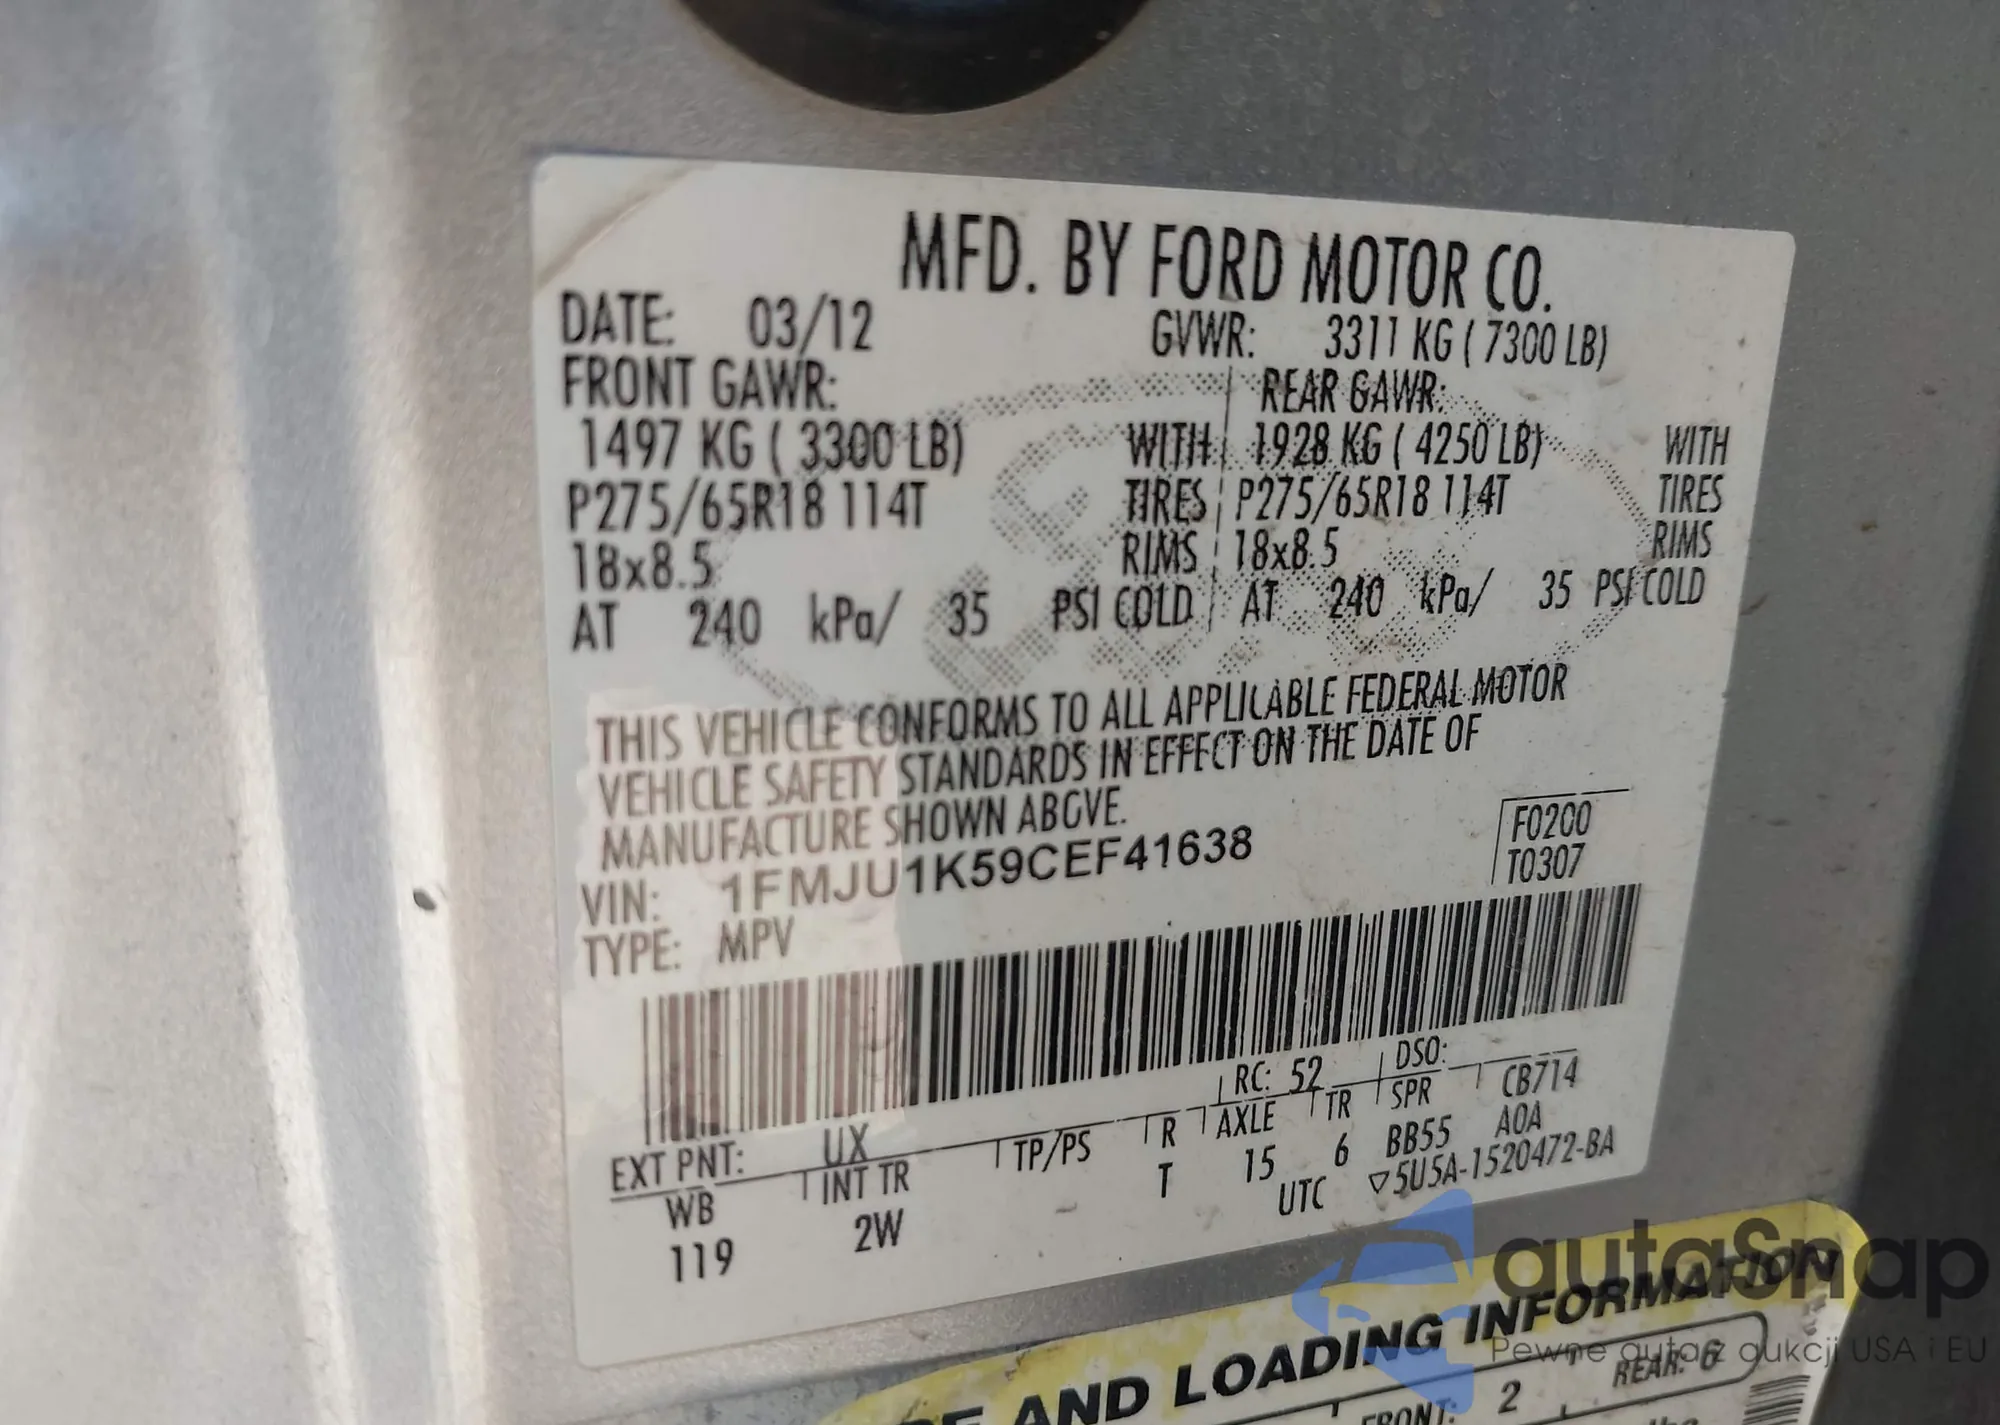 MFD. BY FORD MOTOR CO.
DATE: 03/12 GVWR: 3311 KG ( 7300 LB)
FRONT GAWR: REAR GAWR:
1497 KG ( 3300 LB) WITH 1928 KG ( 4250 LB) WITH
P275/65R18 114T TIRES P275/65R18 114T TIRES
18x8.5 RIMS 18x8.5 RIMS
AT 240 kPa/ 35 PSI COLD AT 240 kPa/ 35 PSI COLD
THIS VEHICLE CONFORMS TO ALL APPLICABLE FEDERAL MOTOR
VEHICLE SAFETY STANDARDS IN EFFECT ON THE DATE OF
MANUFACTURE SHOWN ABOVE.
F0200
VIN: 1FMJU1K59CEF41638
T0307
TYPE: MPV
RC: 52 DSO:
EXT PNT: UX CB714
WB INT TR TP/PS R AXLE TR SPR
119 2W T 15 6 BB55 A0A
UTC ▽5U5A-1520472-BA
AND LOADING INFORMATION
FRONT: 2 REAR: 6
autaSnap
Pewne auta z aukcji USA i EU